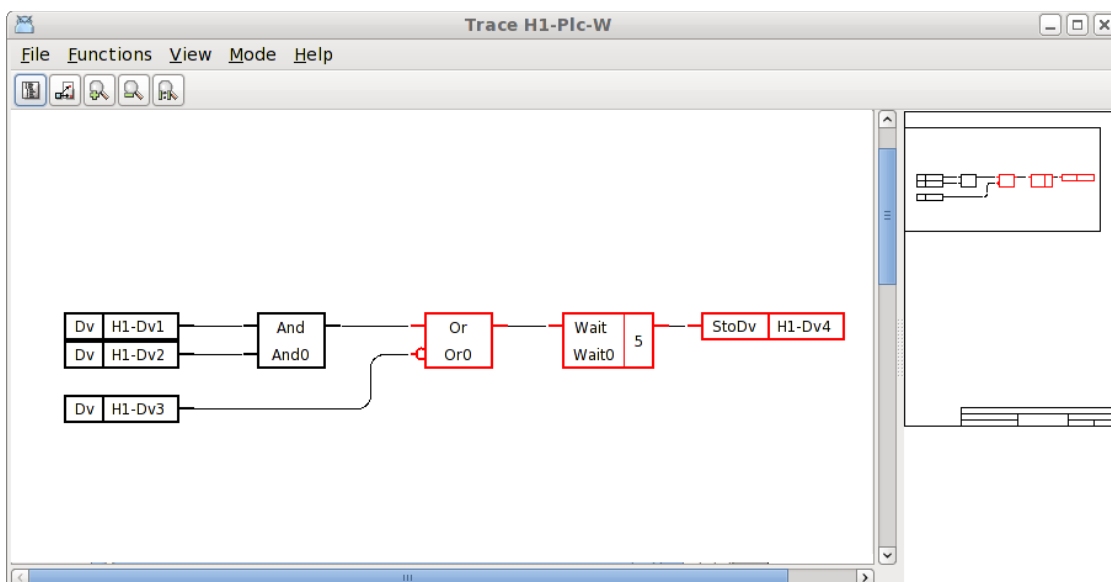 Trace H1-Plc-W
File Functions View Mode Help
Dv H1-Dv1
Dv H1-Dv2
Dv H1-Dv3
And
And0
Or
Or0
Wait
Wait0
5
StoDv H1-Dv4